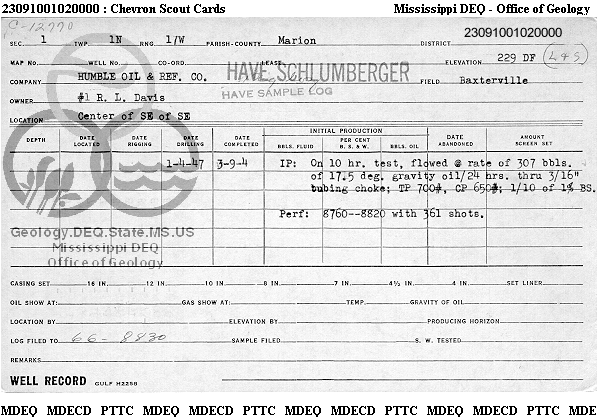 23091001020000 : Chevron Scout Cards Mississippi DEQ - Office of Geology
C-12770 23091001020000
SEC. 1 TWP. 1N RNG. 1/W PARISH-COUNTY Marion DISTRICT
MAP NO. WELL NO. CO-ORD. LEASE ELEVATION 229 DF (245)
COMPANY HUMBLE OIL & REF. CO. HAVE SCHLUMBERGER FIELD Baxterville
OWNER #1 R. L. Davis HAVE SAMPLE LOG
LOCATION Center of SE of SE
DEPTH DATE LOCATED DATE RIGGING DATE DRILLING DATE COMPLETED INITIAL PRODUCTION BBLS. FLUID PER CENT B. S. & W. BBLS. OIL DATE ABANDONED AMOUNT SCREEN SET
1-4-47 3-9-4 IP: On 10 hr. test, flowed @ rate of 307 bbls.
of 17.5 deg. gravity oil/24 hrs. thru 3/16"
tubing choke; TP 700#, CP 650#; 1/10 of 1% BS.
Perf: 8760--8820 with 361 shots.
Geology.DEQ.State.MS.US
Mississippi DEQ
Office of Geology
CASING SET 16 IN. 12 IN. 10 IN. 8 IN. 7 IN. 4½ IN. 4 IN. SET LINER
OIL SHOW AT: GAS SHOW AT: TEMP. GRAVITY OF OIL
LOCATION BY ELEVATION BY PRODUCING HORIZON
LOG FILED TO 66-8830 SAMPLE FILED S. W. TESTED
REMARKS
WELL RECORD GULF H2258
MDEQ MDECD PTTC MDEQ MDECD PTTC MDEQ MDECD PTTC MDEQ MDECD PTTC MDEQ